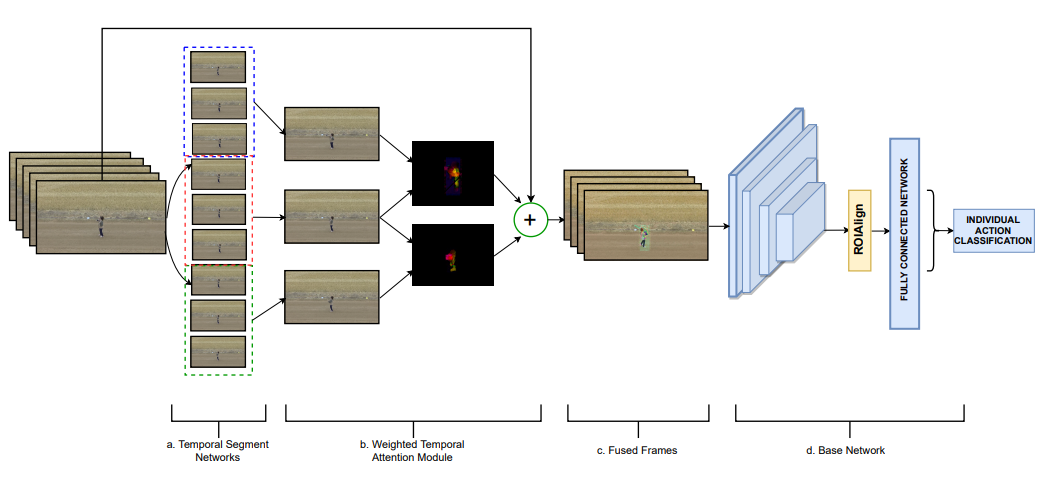 +
ROIAlign
FULLY CONNECTED NETWORK
INDIVIDUAL
ACTION
CLASSIFICATION
a. Temporal Segment
Networks
b. Weighted Temporal
Attention Module
c. Fused Frames
d. Base Network